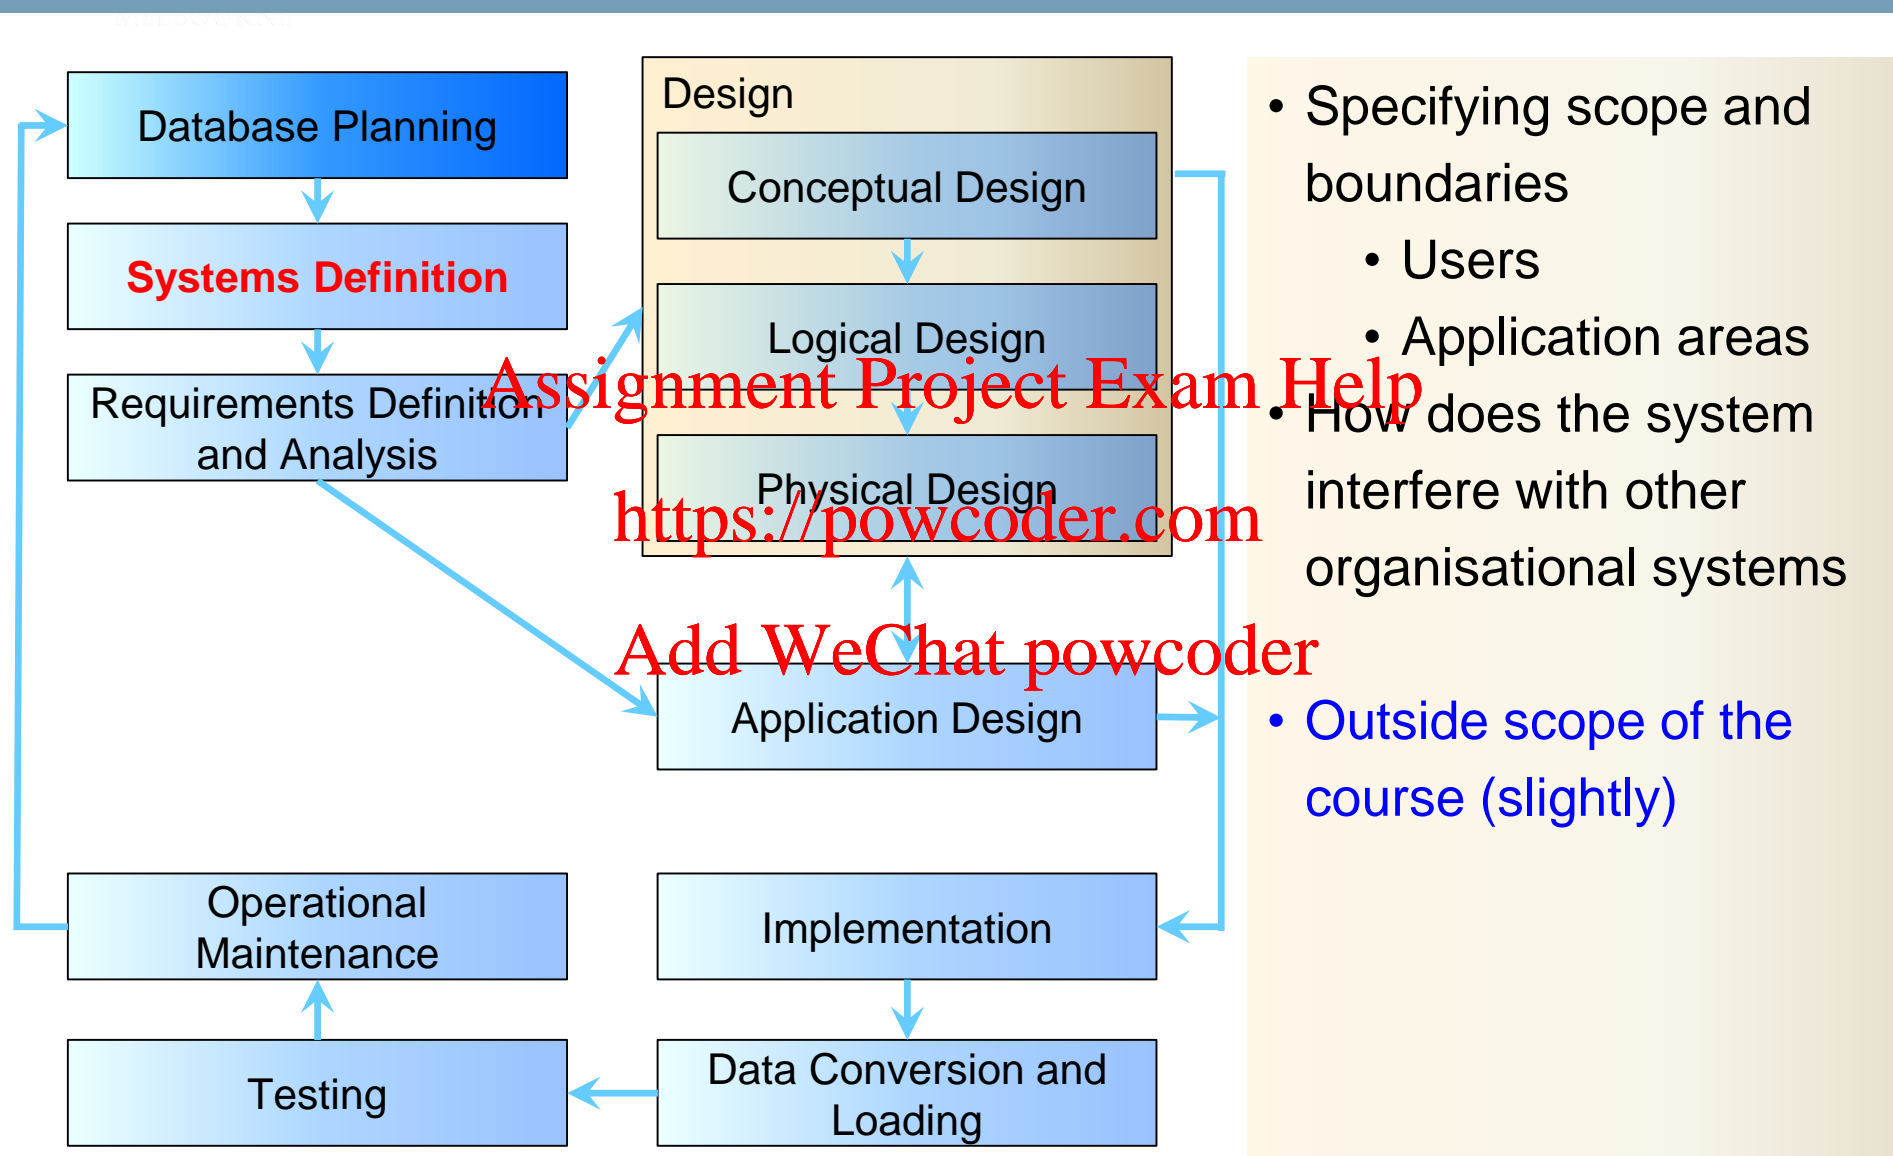 Database Planning
Systems Definition
Requirements Definition
and Analysis
Design
Conceptual Design
Logical Design
Physical Design
Application Design
Operational
Maintenance
Implementation
Testing
Data Conversion and
Loading
• Specifying scope and
boundaries
• Users
• Application areas
• How does the system
interfere with other
organisational systems
• Outside scope of the
course (slightly)
Assignment Project Exam Help
https://powcoder.com
Add WeChat powcoder